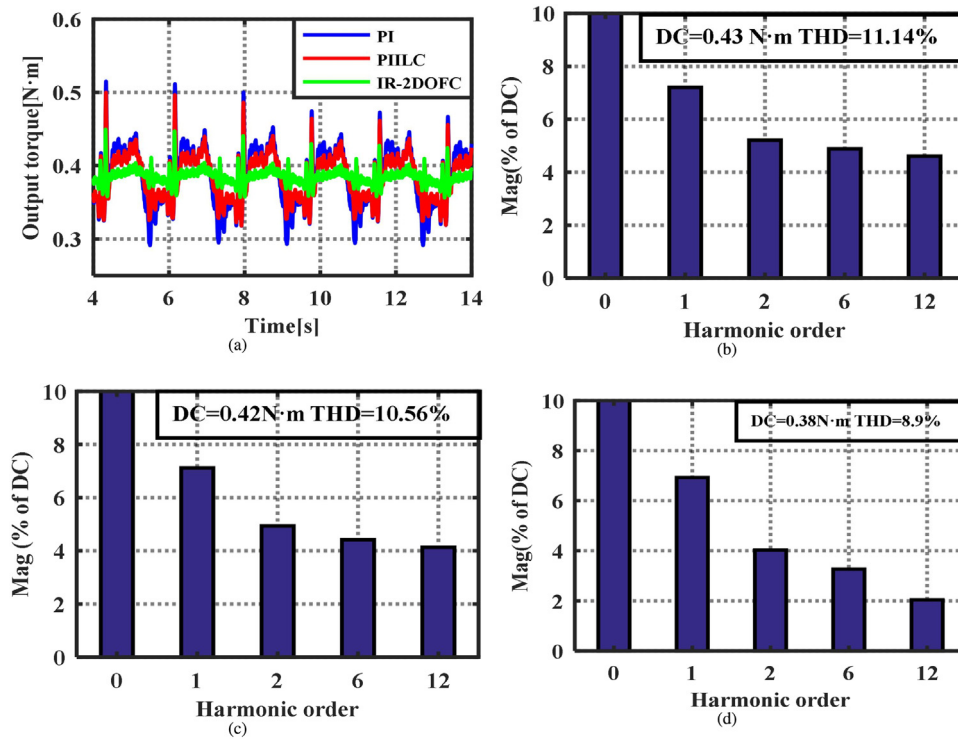 0.6
0.5
0.4
0.3
Output torque[N·m]
PI
PIILC
IR-2DOFC
4 6 8 10 12 14
Time[s]
(a)
10
8
6
4
2
0
Mag(% of DC)
DC=0.43 N·m THD=11.14%
0 1 2 6 12
Harmonic order
(b)
10
8
6
4
2
0
Mag (% of DC)
DC=0.42N·m THD=10.56%
0 1 2 6 12
Harmonic order
(c)
10
8
6
4
2
0
Mag(% of DC)
DC=0.38N·m THD=8.9%
0 1 2 6 12
Harmonic order
(d)